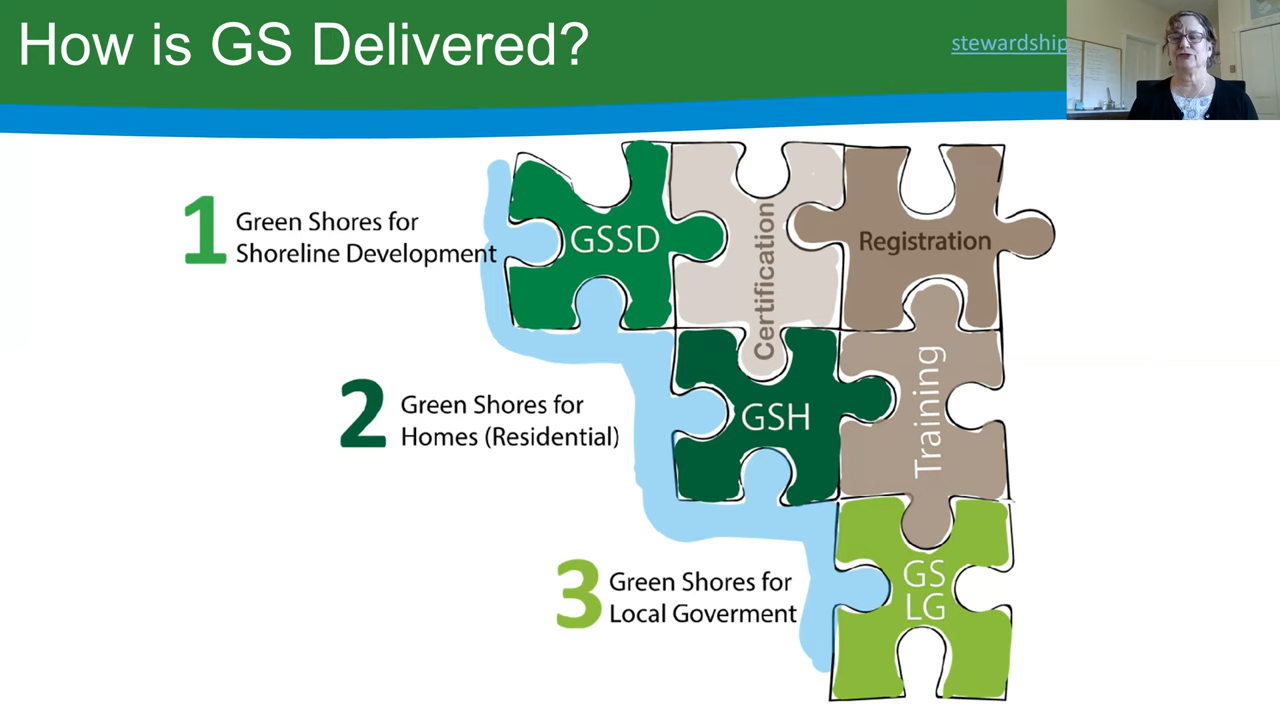 How is GS Delivered?
stewardship
1
Green Shores for
Shoreline Development
GSSD
Certification
Registration
2
Green Shores for
Homes (Residential)
GSH
Training
3
Green Shores for
Local Goverment
GS
LG